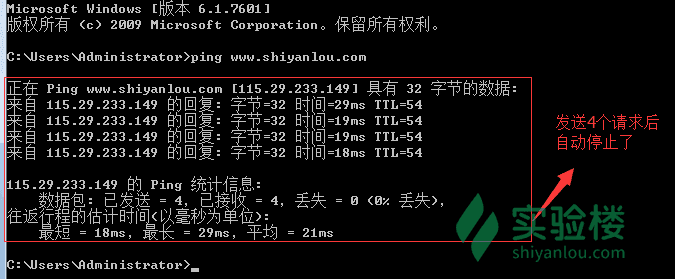 Microsoft Windows [版本 6.1.7601]
版权所有 (c) 2009 Microsoft Corporation。保留所有权利。
C:\Users\Administrator>ping www.shiyanlou.com
正在 Ping www.shiyanlou.com [115.29.233.149] 具有 32 字节的数据:
来自 115.29.233.149 的回复: 字节=32 时间=29ms TTL=54
来自 115.29.233.149 的回复: 字节=32 时间=19ms TTL=54
来自 115.29.233.149 的回复: 字节=32 时间=19ms TTL=54
来自 115.29.233.149 的回复: 字节=32 时间=18ms TTL=54
115.29.233.149 的 Ping 统计信息:
数据包: 已发送 = 4, 已接收 = 4, 丢失 = 0 (0% 丢失),
往返行程的估计时间(以毫秒为单位):
最短 = 18ms, 最长 = 29ms, 平均 = 21ms
C:\Users\Administrator>_
发送4个请求后
自动停止了
实验楼
shiyanlou.com